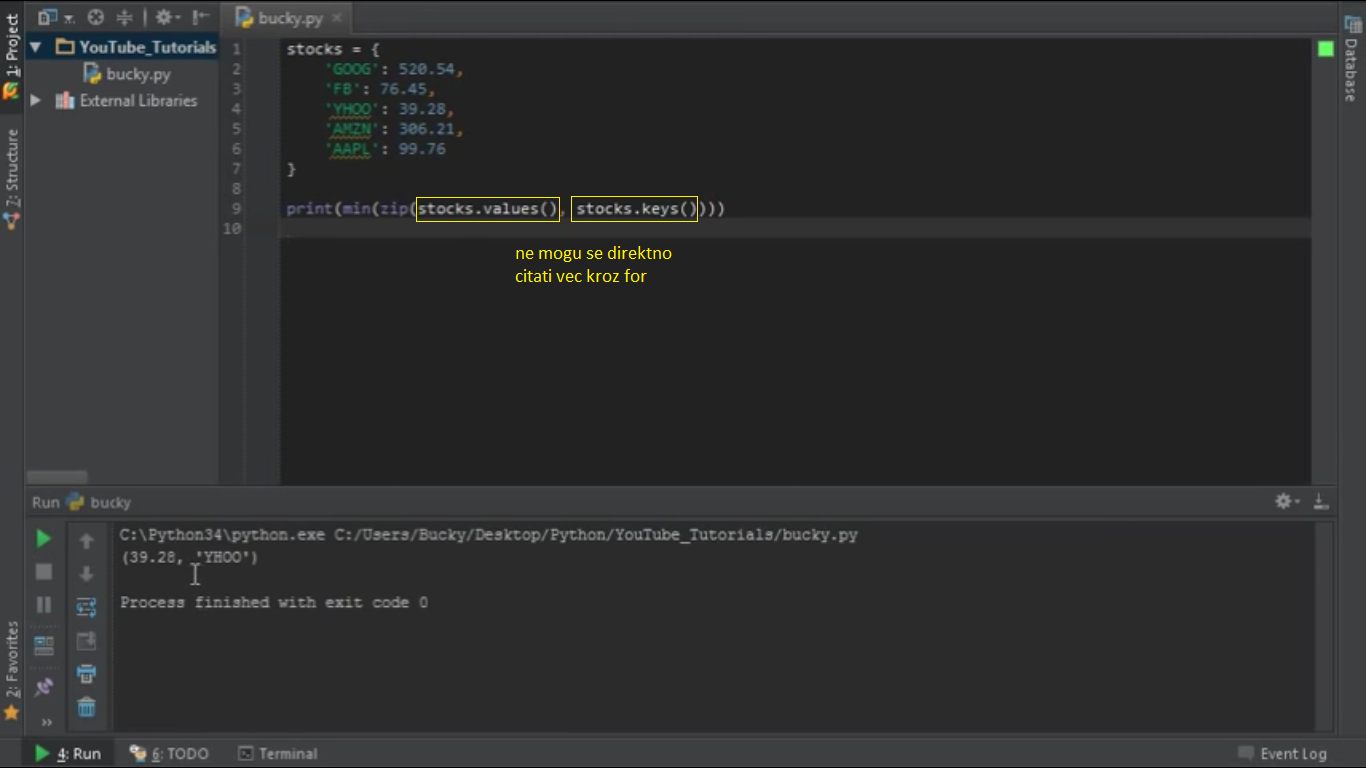 1: Project
7: Structure
2: Favorites
YouTube_Tutorials
bucky.py
External Libraries
bucky.py
1 stocks = {
2 'GOOG': 520.54,
3 'FB': 76.45,
4 'YHOO': 39.28,
5 'AMZN': 306.21,
6 'AAPL': 99.76
7 }
8
9 print(min(zip(stocks.values(), stocks.keys())))
10
ne mogu se direktno
citati vec kroz for
Database
Run bucky
C:\Python34\python.exe C:/Users/Bucky/Desktop/Python/YouTube_Tutorials/bucky.py
(39.28, 'YHOO')
Process finished with exit code 0
4: Run 6: TODO Terminal Event Log